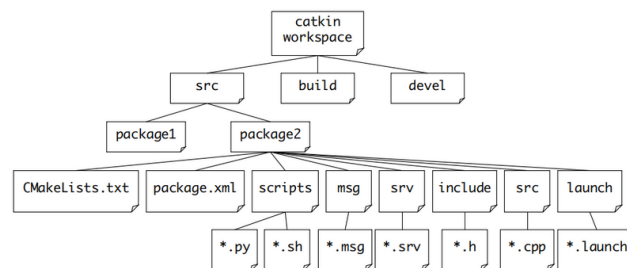 catkin
workspace
src
build
devel
package1
package2
CMakeLists.txt
package.xml
scripts
msg
srv
include
src
launch
*.py
*.sh
*.msg
*.srv
*.h
*.cpp
*.launch